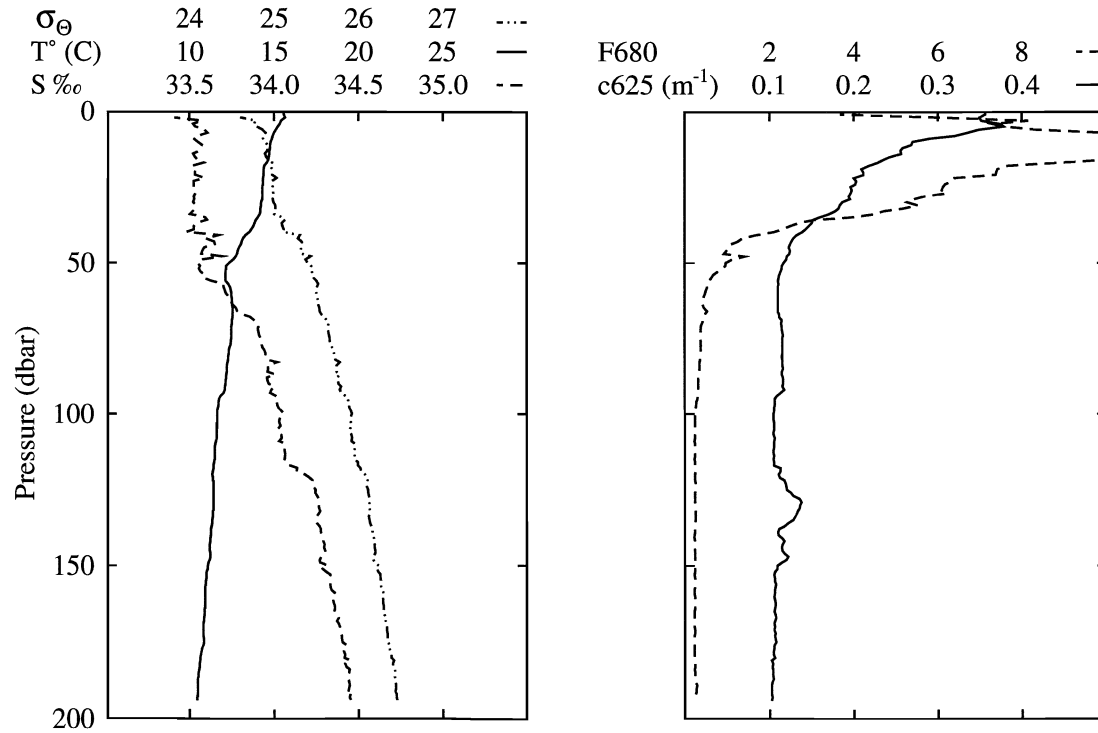 σΘ 24 25 26 27
T° (C) 10 15 20 25
S ‰ 33.5 34.0 34.5 35.0
F680 2 4 6 8
c625 (m-1) 0.1 0.2 0.3 0.4
Pressure (dbar)
0
50
100
150
200